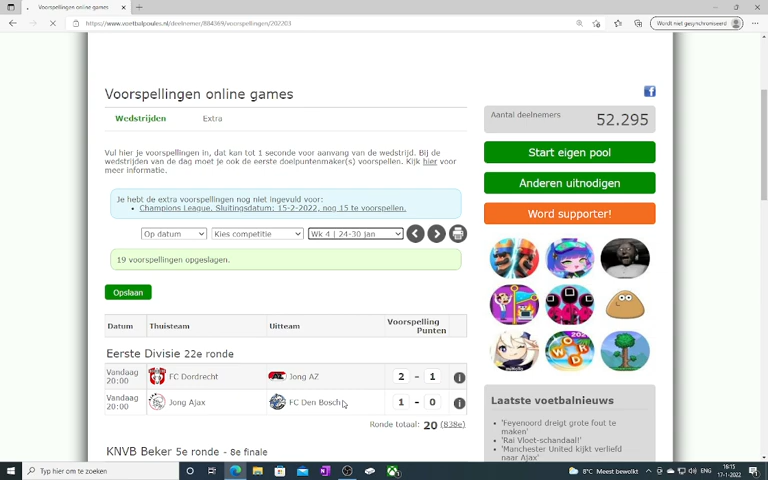 Voorspellingen online games
https://www.voetbalpoules.nl/deelnemer/884369/voorspellingen/202203
Wordt niet gesynchroniseerd
Voorspellingen online games
Wedstrijden
Extra
Vul hier je voorspellingen in, dat kan tot 1 seconde voor aanvang van de wedstrijd. Bij de
wedstrijden van de dag moet je ook de eerste doelpuntenmaker(s) voorspellen. Kijk hier voor
meer informatie.
Je hebt de extra voorspellingen nog niet ingevuld voor:
• Champions League, Sluitingsdatum: 15-2-2022, nog 15 te voorspellen.
Op datum
Kies competitie
Wk 4 | 24-30 jan
19 voorspellingen opgeslagen.
Opslaan
Datum Thuisteam Uitteam Voorspelling
Punten
Eerste Divisie 22e ronde
Vandaag
20:00
FC Dordrecht Jong AZ 2 - 1
Vandaag
20:00
Jong Ajax FC Den Bosch 1 - 0
Ronde totaal: 20 (838e)
KNVB Beker 5e ronde - 8e finale
Aantal deelnemers
52.295
Start eigen pool
Anderen uitnodigen
Word supporter!
Laatste voetbalnieuws
• 'Feyenoord dreigt grote fout te
maken'
• 'Rai Vloet-schandaal!'
• 'Manchester United kijkt verliefd
naar Ajax'
Typ hier om te zoeken
8°C Meest bewolkt
ENG
16:15
17-1-2022